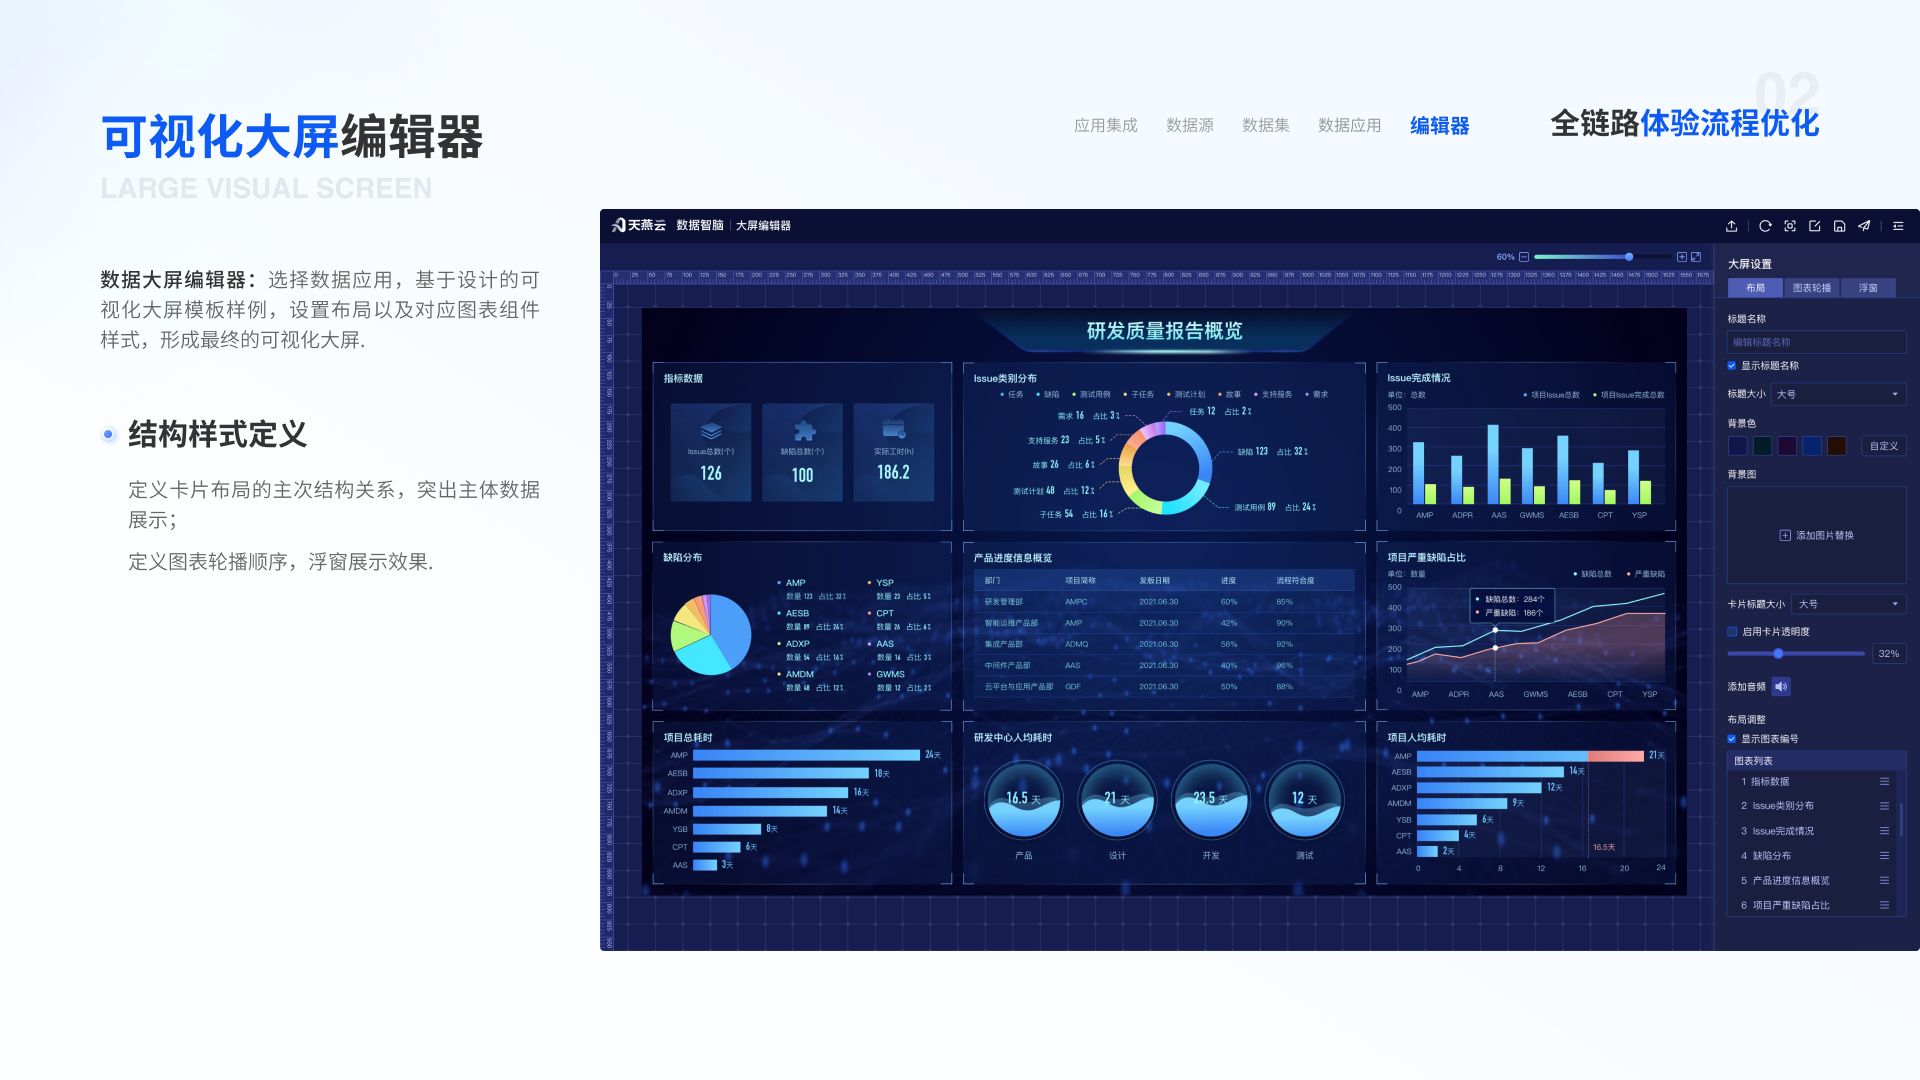 02
可视化大屏编辑器
LARGE VISUAL SCREEN
应用集成 数据源 数据集 数据应用 编辑器
全链路体验流程优化
数据大屏编辑器：选择数据应用，基于设计的可
视化大屏模板样例，设置布局以及对应图表组件
样式，形成最终的可视化大屏.
结构样式定义
定义卡片布局的主次结构关系，突出主体数据
展示；
定义图表轮播顺序，浮窗展示效果.
天燕云 数据智脑 大屏编辑器
60%
研发质量报告概览
指标数据
Issue总数(个)
126
缺陷总数(个)
100
实际工时(h)
186.2
Issue类别分布
任务 缺陷 测试用例 子任务 测试计划 故事 支持服务 需求
需求 16 占比 3%
任务 12 占比 2%
支持服务 23 占比 5%
缺陷 123 占比 32%
故事 26 占比 6%
测试计划 48 占比 12%
测试用例 89 占比 24%
子任务 54 占比 16%
Issue完成情况
单位：总数
项目Issue总数 项目Issue完成总数
500
400
300
200
100
0
AMP ADPR AAS GWMS AESB CPT YSP
缺陷分布
AMP
数量 123 占比 32%
YSP
数量 23 占比 5%
AESB
数量 89 占比 24%
CPT
数量 26 占比 6%
ADXP
数量 54 占比 16%
AAS
数量 16 占比 3%
AMDM
数量 48 占比 12%
GWMS
数量 12 占比 2%
产品进度信息概览
部门 项目简称 发板日期 进度 流程符合度
研发管理部 AMPC 2021.06.30 60% 85%
智能运维产品部 AMP 2021.06.30 42% 90%
集成产品部 ADMQ 2021.06.30 56% 92%
中间件产品部 AAS 2021.06.30 40% 96%
云平台与应用产品部 GDF 2021.06.30 50% 88%
项目严重缺陷占比
单位：数量
缺陷总数 严重缺陷
500
400
300
200
100
0
缺陷总数：284个
严重缺陷：186个
AMP ADPR AAS GWMS AESB CPT YSP
项目总耗时
AMP 24天
AESB 18天
ADXP 16天
AMDM 14天
YSB 8天
CPT 6天
AAS 3天
研发中心人均耗时
16.5 天
21 天
23.5 天
12 天
产品 设计 开发 测试
项目人均耗时
AMP 21天
AESB 14天
ADXP 12天
AMDM 9天
YSB 6天
CPT 4天
AAS 2天
16.5天
0 4 8 12 16 20 24
大屏设置
布局 图表轮播 浮窗
标题名称
编辑标题名称
显示标题名称
标题大小 大号
背景色
自定义
背景图
添加图片替换
卡片标题大小 大号
启用卡片透明度
32%
添加音频
布局调整
显示图表编号
图表列表
1 指标数据
2 Issue类别分布
3 Issue完成情况
4 缺陷分布
5 产品进度信息概览
6 项目严重缺陷占比